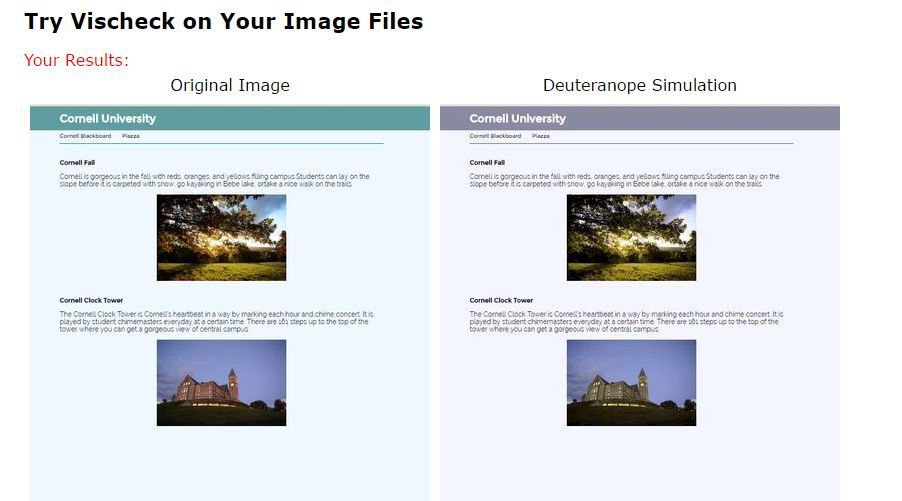 Try Vischeck on Your Image Files
Your Results:
Original Image
Deuteranope Simulation
Cornell University
Cornell Blackboard Piazza
Cornell Fall
Cornell is gorgeous in the fall with reds, oranges, and yellows filling campus.Students can lay on the
slope before it is carpeted with snow, go kayaking in Bebe lake, ortake a nice walk on the trails.
Cornell Clock Tower
The Cornell Clock Tower is Cornell's heartbeat in a way by marking each hour and chime concert. It is
played by student chimemasters everyday at a certain time. There are 161 steps up to the top of the
tower where you can get a gorgeous view of central campus.
Cornell University
Cornell Blackboard Piazza
Cornell Fall
Cornell is gorgeous in the fall with reds, oranges, and yellows filling campus.Students can lay on the
slope before it is carpeted with snow, go kayaking in Bebe lake, ortake a nice walk on the trails.
Cornell Clock Tower
The Cornell Clock Tower is Cornell's heartbeat in a way by marking each hour and chime concert. It is
played by student chimemasters everyday at a certain time. There are 161 steps up to the top of the
tower where you can get a gorgeous view of central campus.